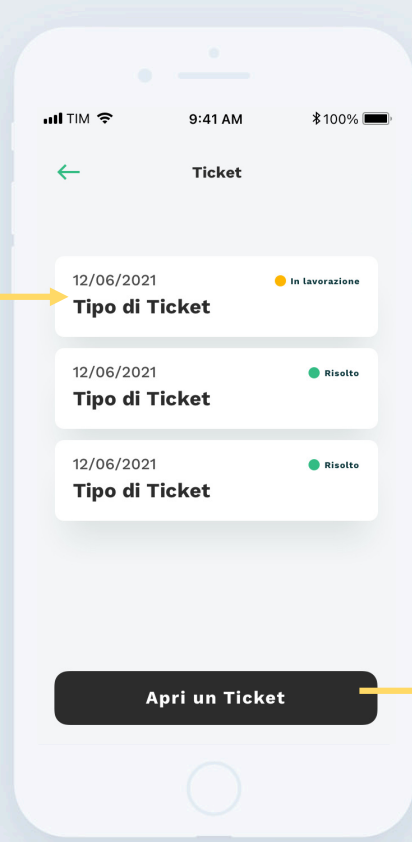 TIM 9:41 AM 100%
Ticket
12/06/2021 In lavorazione
Tipo di Ticket
12/06/2021 Risolto
Tipo di Ticket
12/06/2021 Risolto
Tipo di Ticket
Apri un Ticket